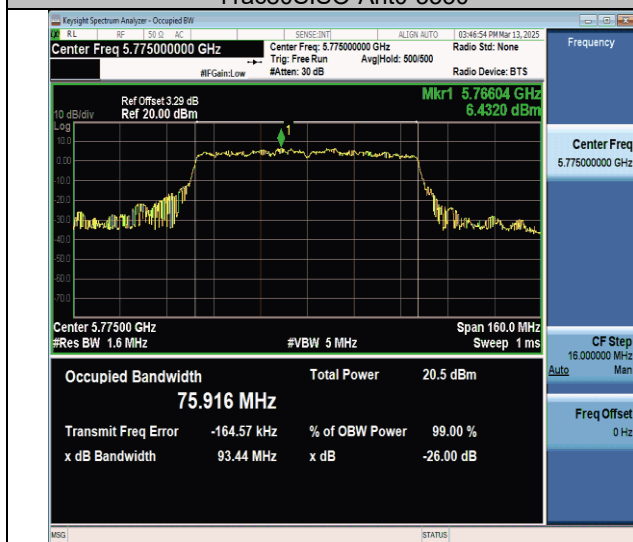 Keysight Spectrum Analyzer - Occupied BW
RL RF 50 Ω AC SENSE:INT ALIGN AUTO 03:46:54 PM Mar 13, 2025
Center Freq 5.775000000 GHz
Center Freq: 5.775000000 GHz
Radio Std: None
Trig: Free Run Avg|Hold: 500/500
#IFGain:Low #Atten: 30 dB Radio Device: BTS
Frequency
Mkr1 5.76604 GHz
6.4320 dBm
Ref Offset 3.29 dB
10 dB/div Ref 20.00 dBm
Log
10.0
0.00
-10.0
-20.0
-30.0
-40.0
-50.0
-60.0
-70.0
1
Center 5.77500 GHz Span 160.0 MHz
#Res BW 1.6 MHz #VBW 5 MHz Sweep 1 ms
Center Freq
5.775000000 GHz
CF Step
16.000000 MHz
Auto Man
Freq Offset
0 Hz
Occupied Bandwidth Total Power 20.5 dBm
75.916 MHz
Transmit Freq Error -164.57 kHz % of OBW Power 99.00 %
x dB Bandwidth 93.44 MHz x dB -26.00 dB
MSG STATUS